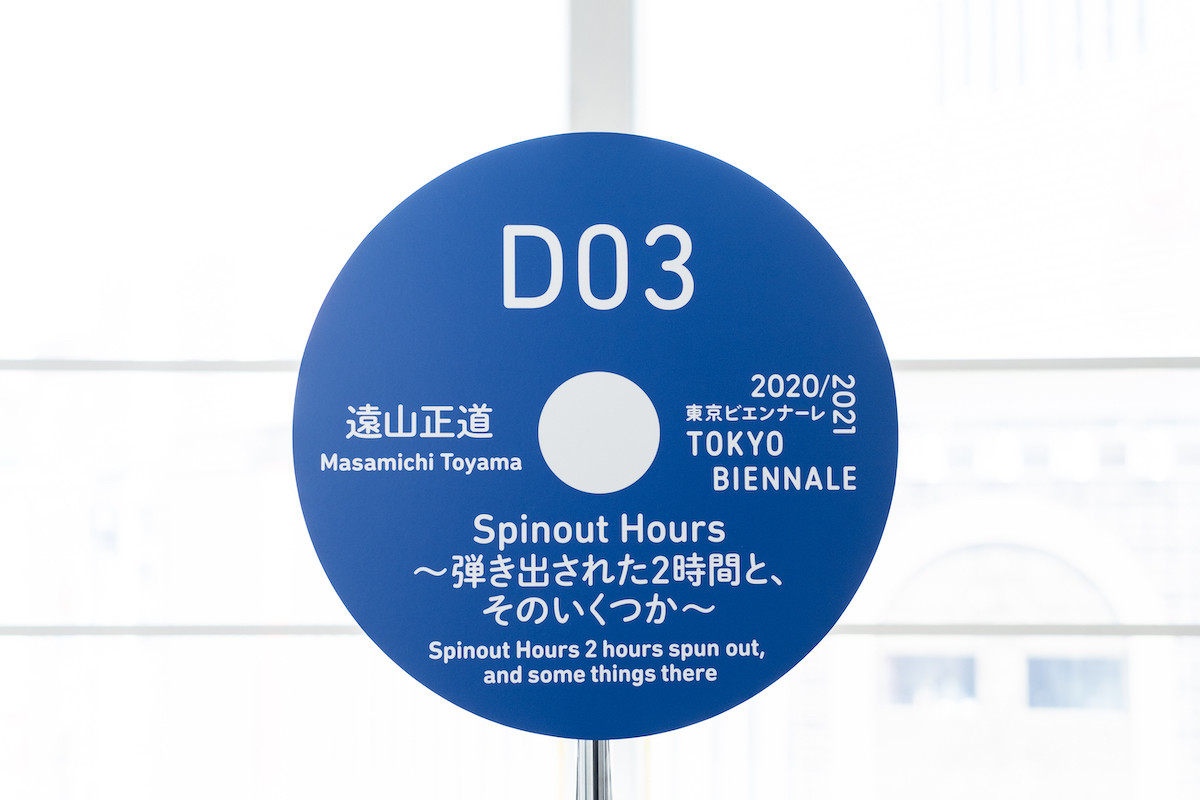 D03
遠山正道
Masamichi Toyama
2020/2021
東京ビエンナーレ
TOKYO
BIENNALE
Spinout Hours
～弾き出された2時間と、
そのいくつか～
Spinout Hours 2 hours spun out,
and some things there